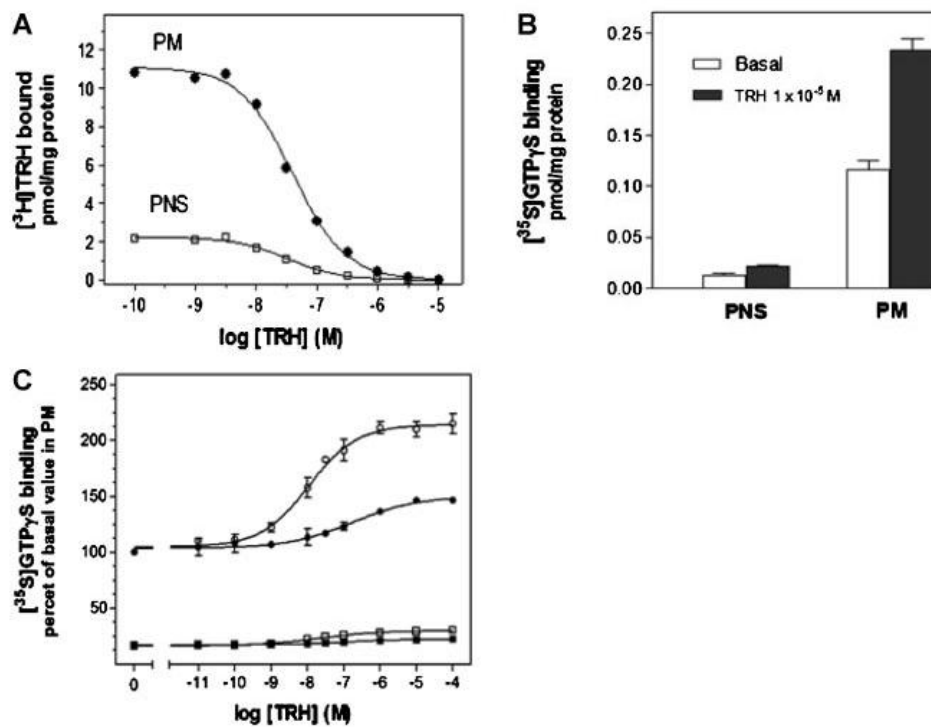 A
PM
PNS
[³H]TRH bound
pmol/mg protein
12
10
8
6
4
2
0
-10 -9 -8 -7 -6 -5
log [TRH] (M)
B
[³⁵S]GTPγS binding
pmol/mg protein
0.25
0.20
0.15
0.10
0.05
0.00
Basal
TRH 1 x 10⁻⁵ M
PNS PM
C
[³⁵S]GTPγS binding
percet of basal value in PM
250
200
150
100
50
0 -11 -10 -9 -8 -7 -6 -5 -4
log [TRH] (M)